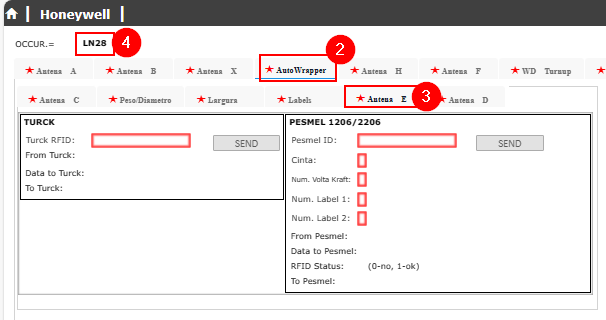 Honeywell
OCCUR.= LN28 4
2
Antena A Antena B Antena X AutoWrapper Antena H Antena F WD Turnup
Antena C Peso/Diametro Largura Labels Antena E 3 Antena D
TURCK
Turck RFID: SEND
From Turck:
Data to Turck:
To Turck:
PESMEL 1206/2206
Pesmel ID: SEND
Cinta:
Num. Volta Kraft:
Num. Label 1:
Num. Label 2:
From Pesmel:
Data to Pesmel:
RFID Status: (0-no, 1-ok)
To Pesmel: